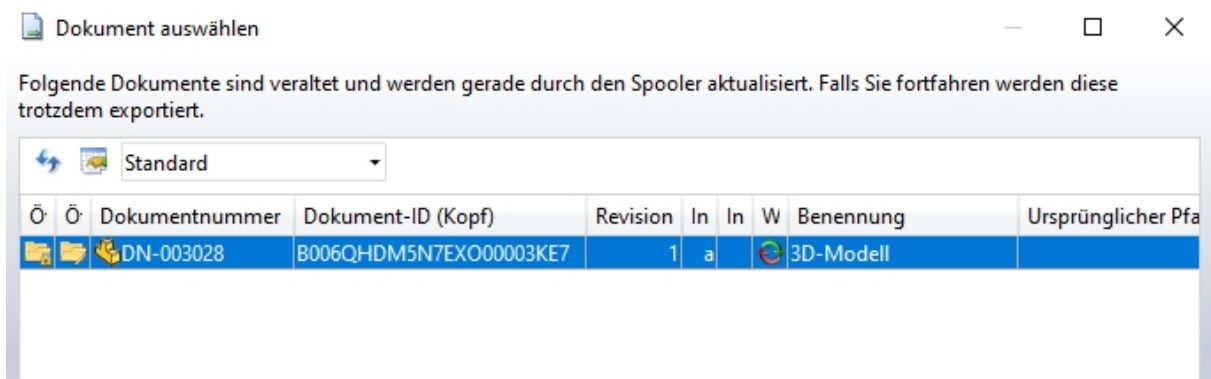 Dokument auswählen
Folgende Dokumente sind veraltet und werden gerade durch den Spooler aktualisiert. Falls Sie fortfahren werden diese
trotzdem exportiert.
Standard
Ö Ö Dokumentnummer Dokument-ID (Kopf) Revision In In W Benennung Ursprünglicher Pfa
DN-003028 B006QHDM5N7EXO00003KE7 1 a 3D-Modell